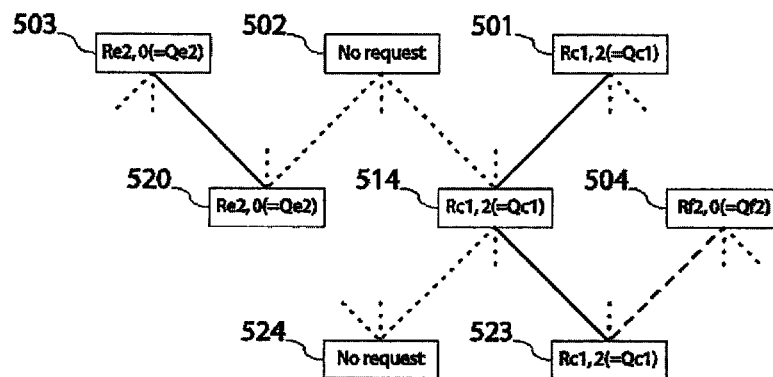 503
502
501
Re2, 0(=Qe2)
No request
Rc1, 2(=Qc1)
520
514
504
Re2, 0(=Qe2)
Rc1, 2(=Qc1)
Rf2, 0(=Qf2)
524
523
No request
Rc1, 2(=Qc1)